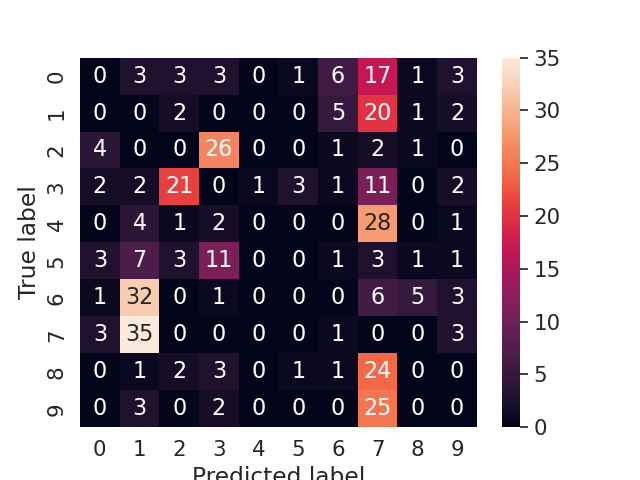 0 0 3 3 3 0 1 6 17 1 3
1 0 0 2 0 0 0 5 20 1 2
2 4 0 0 26 0 0 1 2 1 0
3 2 2 21 0 1 3 1 11 0 2
4 0 4 1 2 0 0 0 28 0 1
5 3 7 3 11 0 0 1 3 1 1
6 1 32 0 1 0 0 0 6 5 3
7 3 35 0 0 0 0 1 0 0 3
8 0 1 2 3 0 1 1 24 0 0
9 0 3 0 2 0 0 0 25 0 0
0 1 2 3 4 5 6 7 8 9
Predicted label
True label
35
30
25
20
15
10
5
0